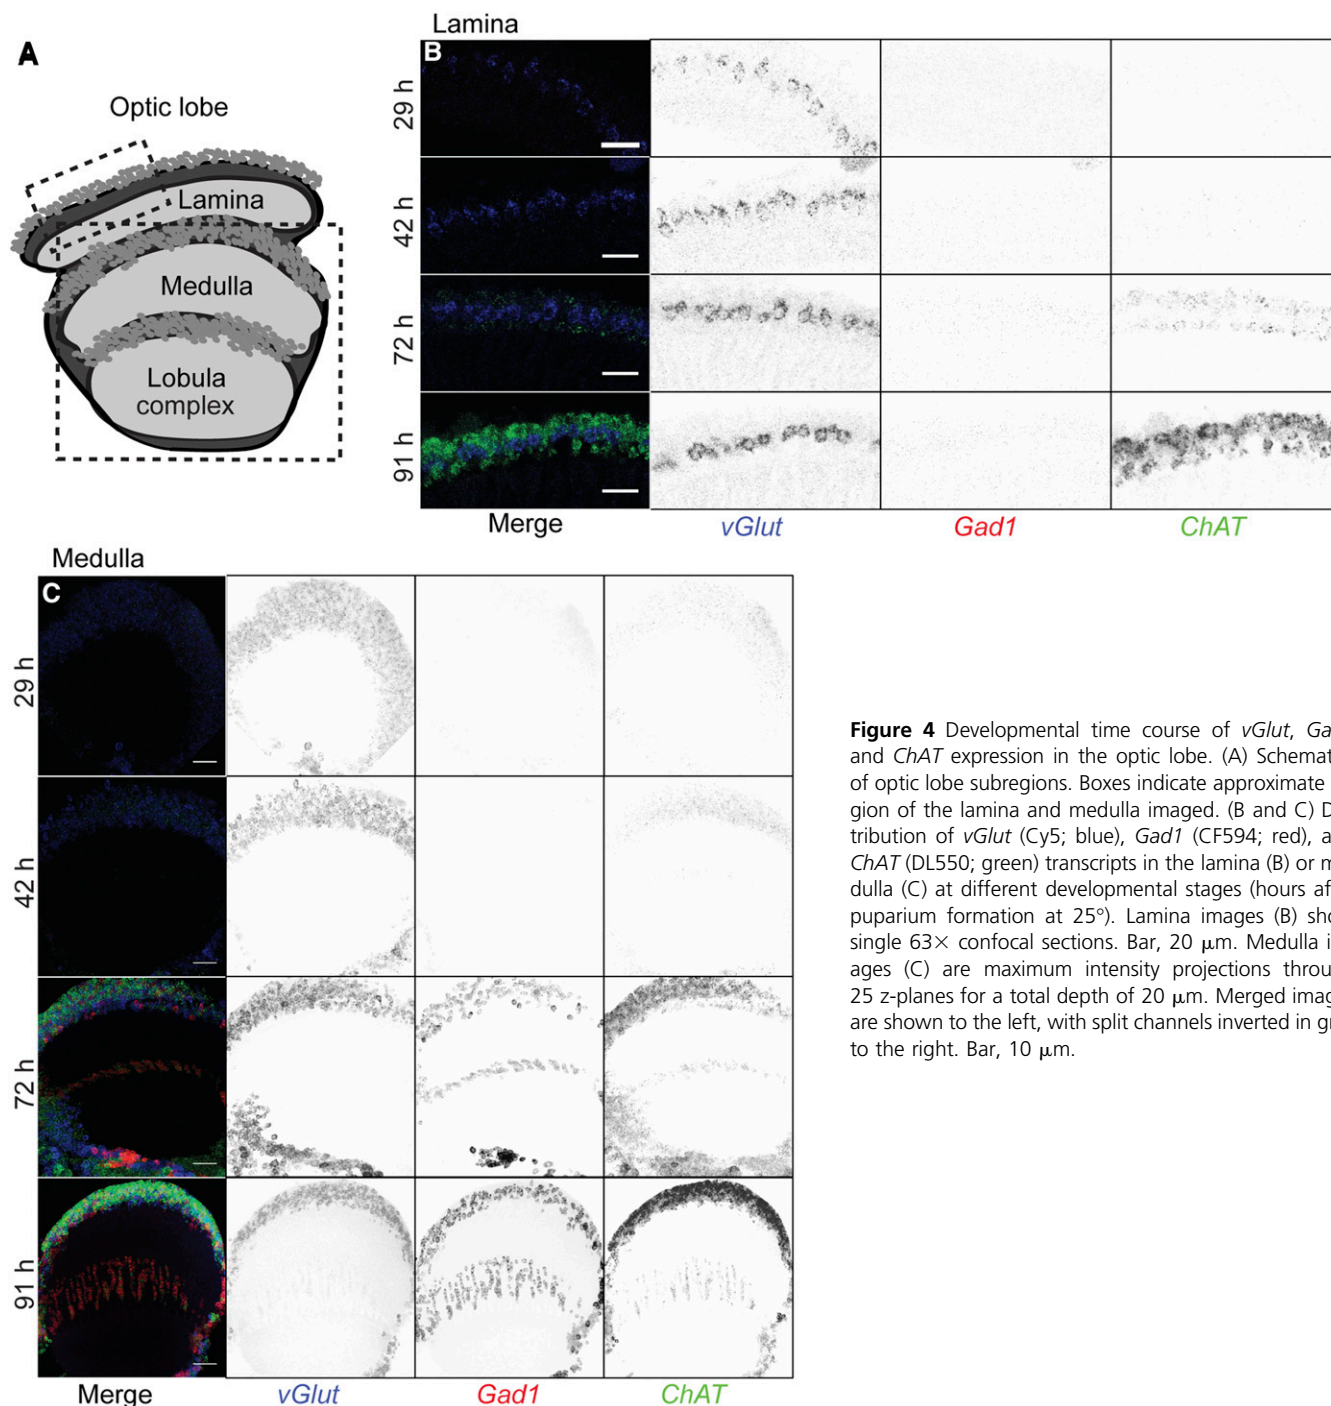 Lamina
A
B
Optic lobe
Lamina
Medulla
Lobula
complex
29 h
42 h
72 h
91 h
Merge
vGlut
Gad1
ChAT
Medulla
C
29 h
42 h
72 h
91 h
Merge
vGlut
Gad1
ChAT
Figure 4 Developmental time course of vGlut, Ga
and ChAT expression in the optic lobe. (A) Schemat
of optic lobe subregions. Boxes indicate approximate
gion of the lamina and medulla imaged. (B and C) D
tribution of vGlut (Cy5; blue), Gad1 (CF594; red), a
ChAT (DL550; green) transcripts in the lamina (B) or m
dulla (C) at different developmental stages (hours af
puparium formation at 25°). Lamina images (B) sho
single 63× confocal sections. Bar, 20 μm. Medulla i
ages (C) are maximum intensity projections throu
25 z-planes for a total depth of 20 μm. Merged imag
are shown to the left, with split channels inverted in gr
to the right. Bar, 10 μm.